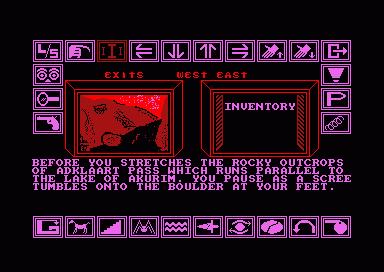 L/S
EXITS WEST EAST
INVENTORY
BEFORE YOU STRETCHES THE ROCKY OUTCROPS
OF ADKLAART PASS WHICH RUNS PARALLEL TO
THE LAKE OF AKURIM. YOU PAUSE AS A SCREE
TUMBLES ONTO THE BOULDER AT YOUR FEET.